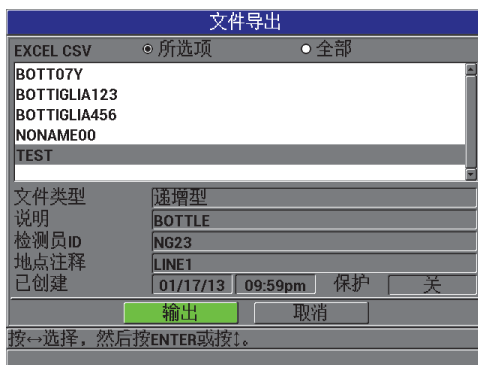 文件导出
EXCEL CSV 所选项 全部
BOTT07Y
BOTTIGLIA123
BOTTIGLIA456
NONAME00
TEST
文件类型 递增型
说明 BOTTLE
检测员ID NG23
地点注释 LINE1
已创建 01/17/13 09:59pm 保护 关
输出 取消
按↔选择，然后按ENTER或按↕。